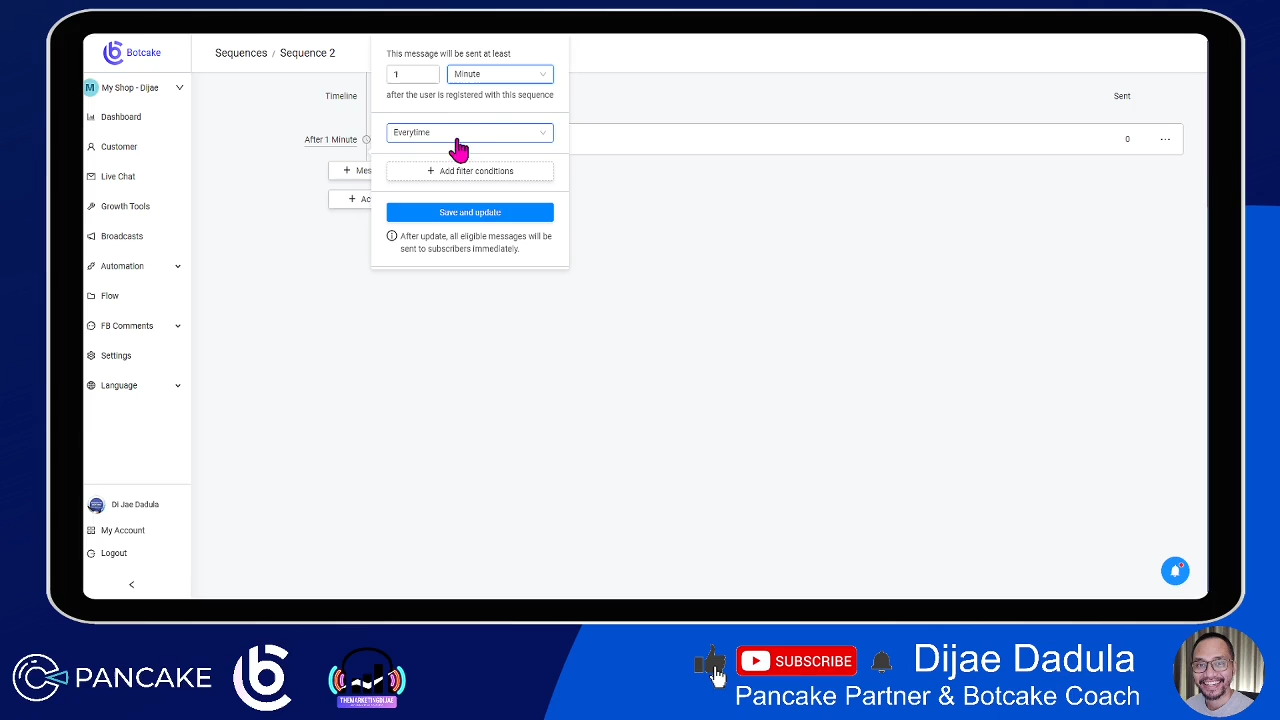 Botcake
Sequences / Sequence 2
M My Shop - Dijae
Dashboard
Customer
Live Chat
Growth Tools
Broadcasts
Automation
Flow
FB Comments
Settings
Language
Di Jae Dadula
My Account
Logout
This message will be sent at least
1 Minute
after the user is registered with this sequence
Everytime
+ Add filter conditions
Save and update
After update, all eligible messages will be
sent to subscribers immediately.
Timeline
Sent
After 1 Minute
0
+ Mes
+ Ac
PANCAKE
THEMARKETINGDIJAE
SUBSCRIBE
Dijae Dadula
Pancake Partner & Botcake Coach